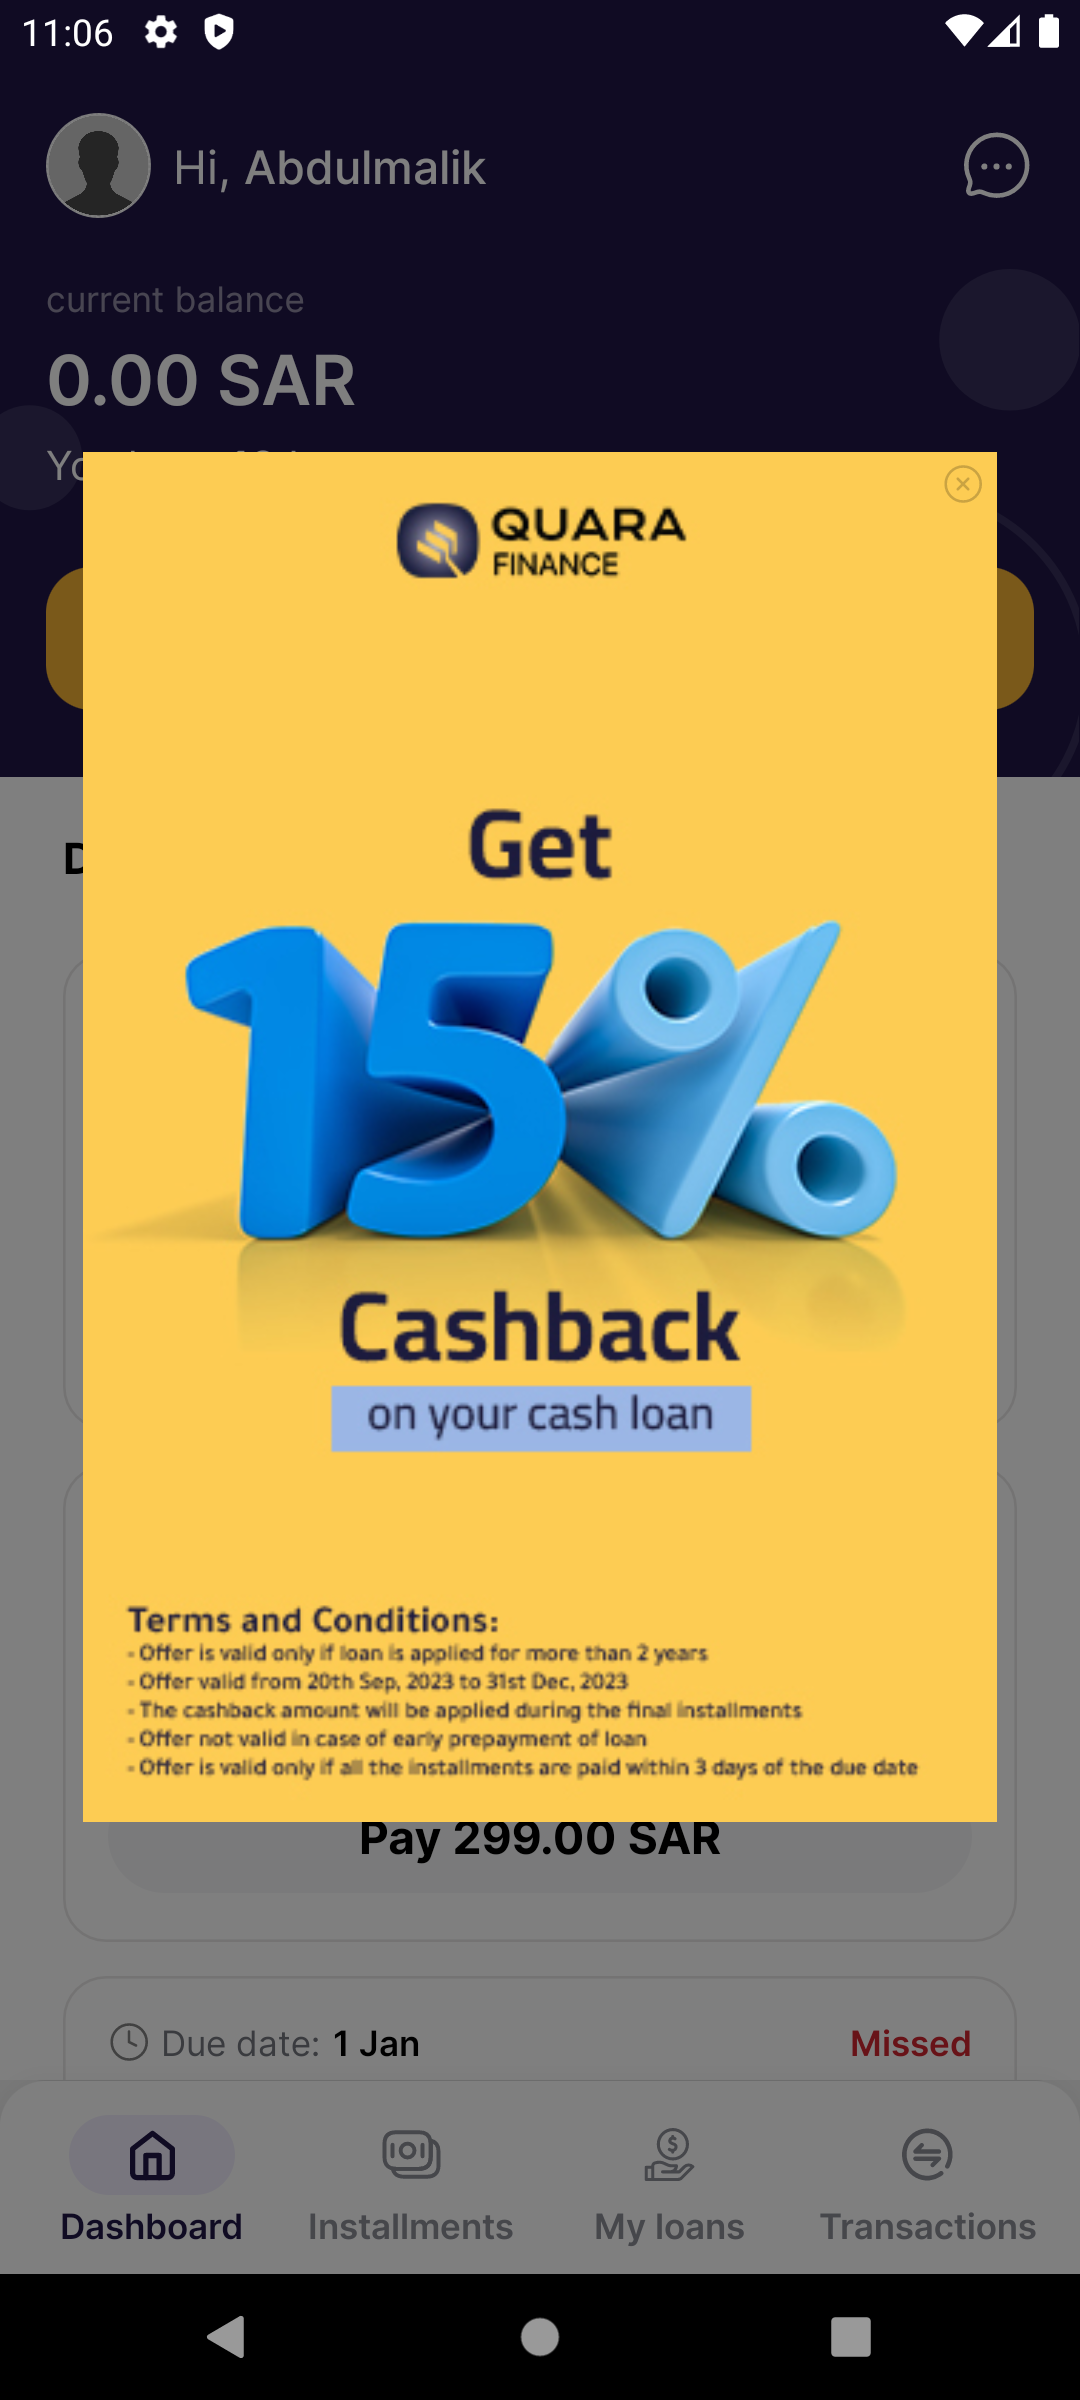 11:06
Hi, Abdulmalik
current balance
0.00 SAR
QUARA
FINANCE
Get
15%
Cashback
on your cash loan
Terms and Conditions:
- Offer is valid only if loan is applied for more than 2 years
- Offer valid from 20th Sep, 2023 to 31st Dec, 2023
- The cashback amount will be applied during the final installments
- Offer not valid in case of early prepayment of loan
- Offer is valid only if all the installments are paid within 3 days of the due date
Pay 299.00 SAR
Due date: 1 Jan Missed
Dashboard Installments My loans Transactions